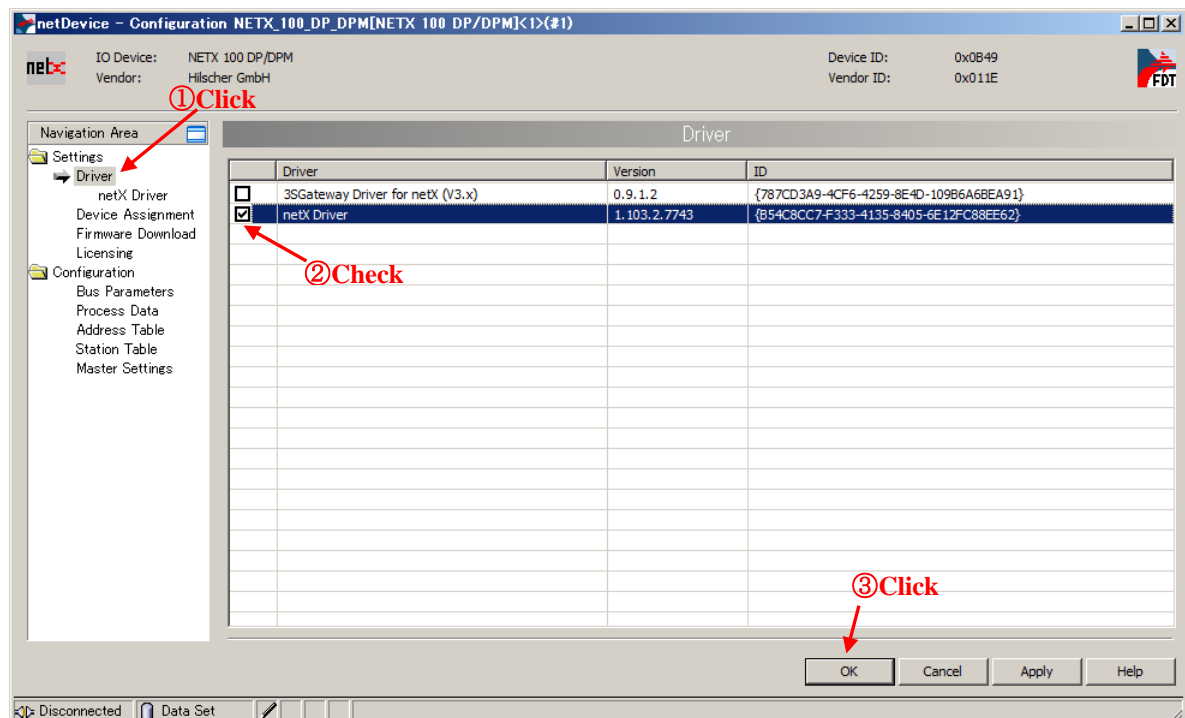 netDevice - Configuration NETX_100_DP_DPM[NETX 100 DP/DPM]<1>(#1)
netx
IO Device: NETX 100 DP/DPM
Device ID: 0x0B49
Vendor: Hilscher GmbH
Vendor ID: 0x011E
FDT
①Click
Navigation Area
Settings
Driver
netX Driver
Device Assignment
Firmware Download
Licensing
Configuration
Bus Parameters
Process Data
Address Table
Station Table
Master Settings
Driver
Driver Version ID
3SGateway Driver for netX (V3.x) 0.9.1.2 {787CD3A9-4CF6-4259-8E4D-109B6A6BEA91}
netX Driver 1.103.2.7743 {B54C8CC7-F333-4135-8405-6E12FC88EE62}
②Check
③Click
OK Cancel Apply Help
Disconnected Data Set